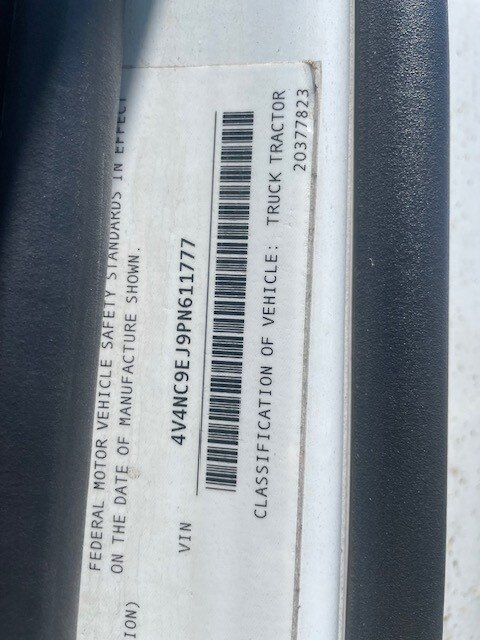 FEDERAL MOTOR VEHICLE SAFETY STANDARDS IN EFFECT
ION) ON THE DATE OF MANUFACTURE SHOWN.
VIN 4V4NC9EJ9PN611777
CLASSIFICATION OF VEHICLE: TRUCK TRACTOR
20377823